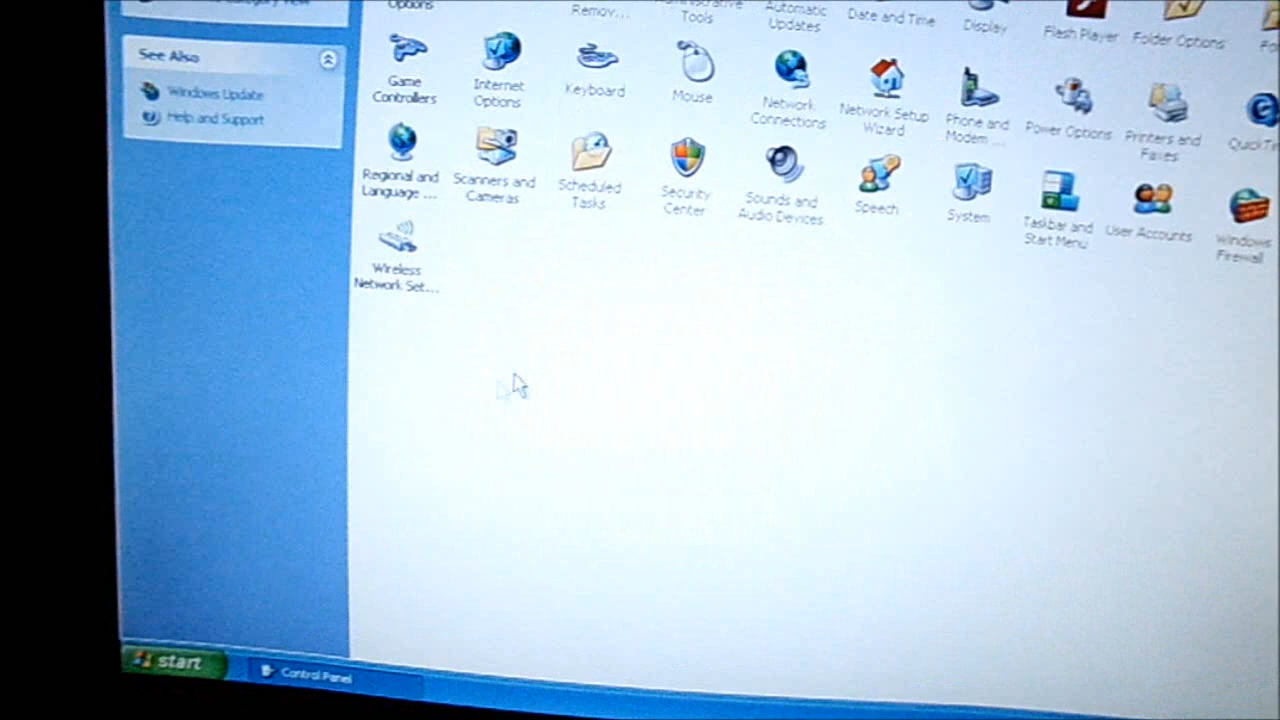 Category View
See Also
Windows Update
Help and Support
Options
Remov...
Administrative
Tools
Automatic
Updates
Date and Time
Display
Flash Player
Folder Options
Game
Controllers
Internet
Options
Keyboard
Mouse
Network
Connections
Network Setup
Wizard
Phone and
Modem ...
Power Options
Printers and
Faxes
QuickTi
Regional and
Language ...
Scanners and
Cameras
Scheduled
Tasks
Security
Center
Sounds and
Audio Devices
Speech
System
Taskbar and
Start Menu
User Accounts
Windows
Firewall
Wireless
Network Set...
start
Control Panel